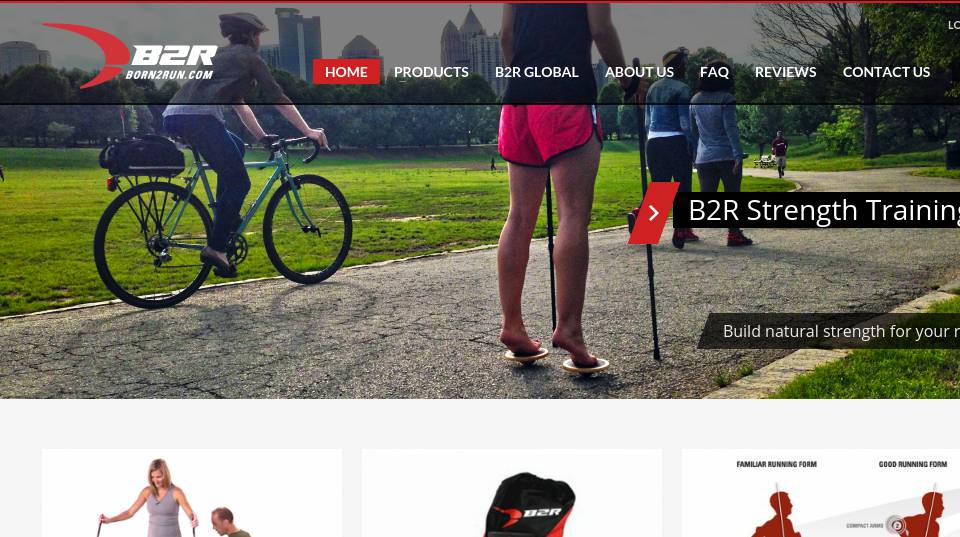 LO
B2R
BORN2RUN.COM
HOME PRODUCTS B2R GLOBAL ABOUT US FAQ REVIEWS CONTACT US
B2R Strength Training
Build natural strength for your r
B2R
FAMILIAR RUNNING FORM GOOD RUNNING FORM
COMPACT ARMS